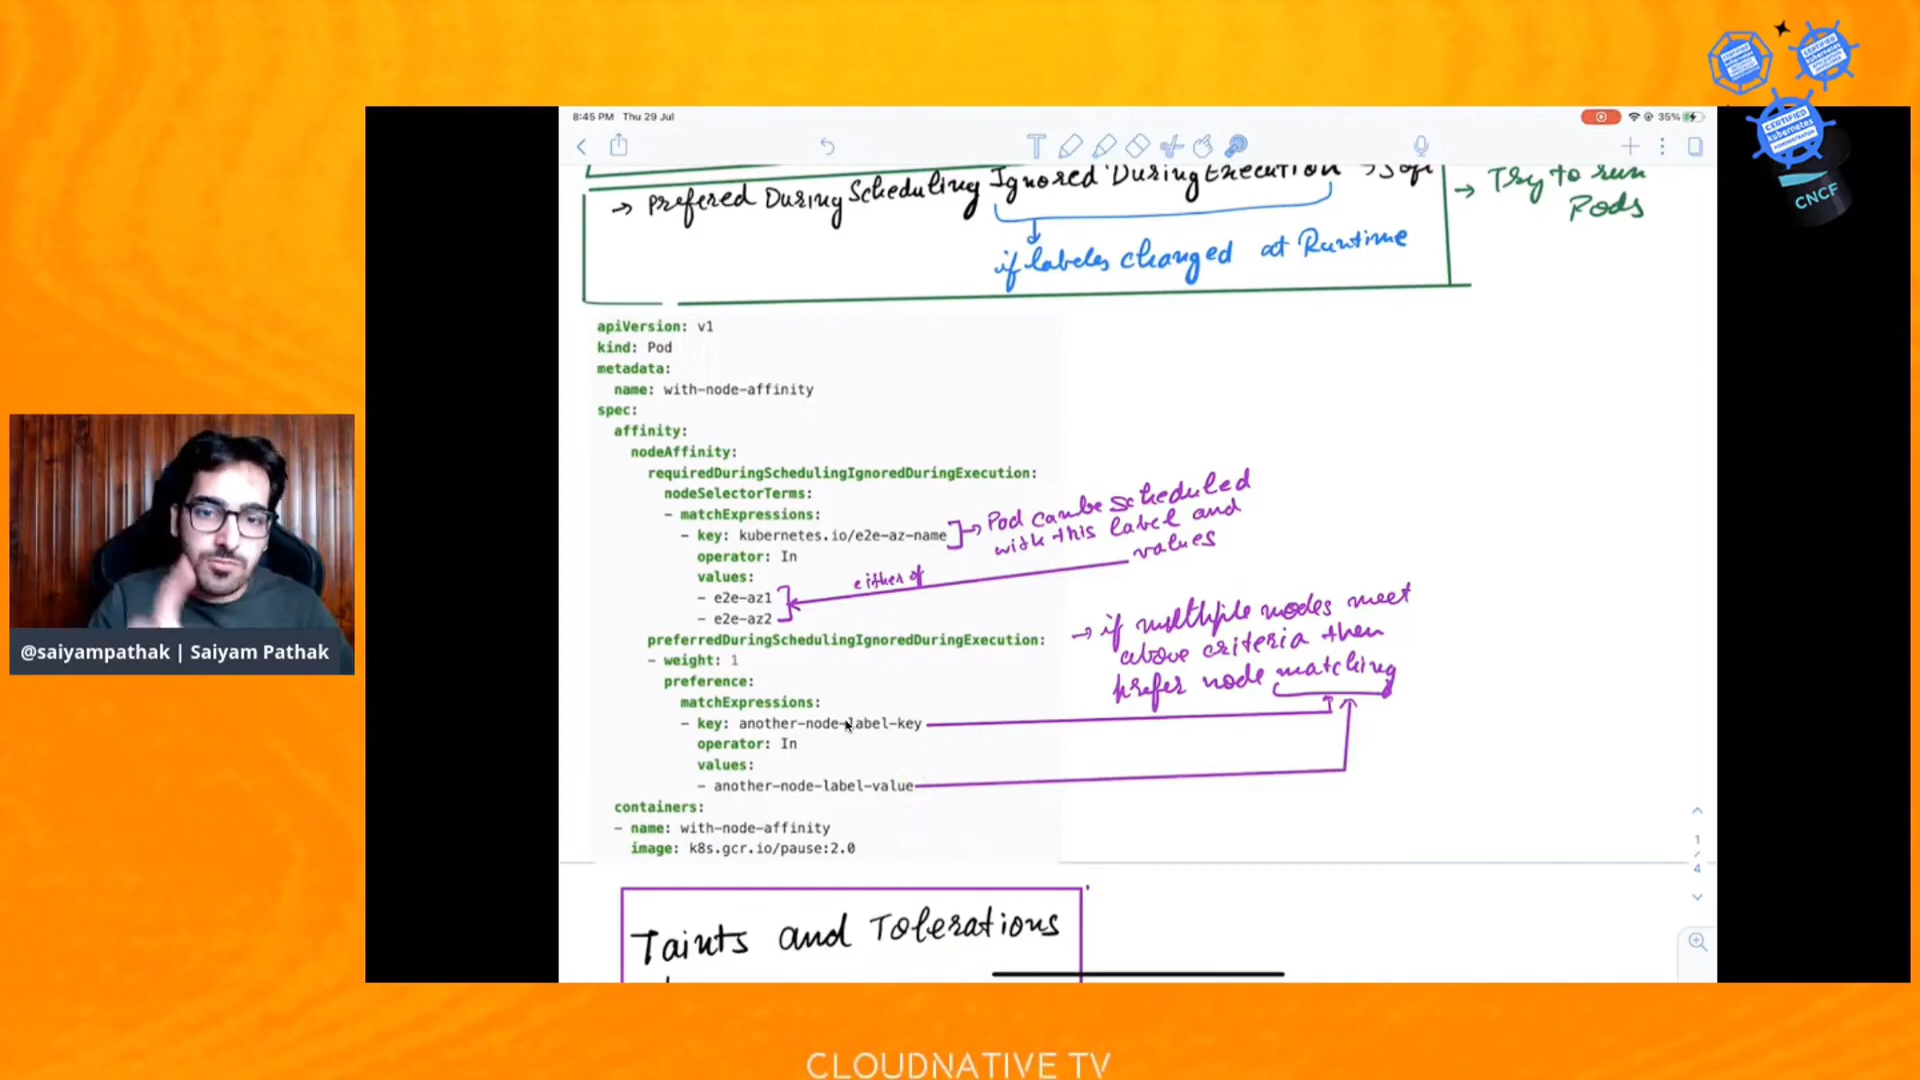 8:45 PM Thu 29 Jul
35%
→ Prefered During Scheduling Ignored During Execution →
→ Try to run
Pods
if labeles changed at Runtime
apiVersion: v1
kind: Pod
metadata:
name: with-node-affinity
spec:
affinity:
nodeAffinity:
requiredDuringSchedulingIgnoredDuringExecution:
nodeSelectorTerms:
- matchExpressions:
- key: kubernetes.io/e2e-az-name
operator: In
values:
- e2e-az1
- e2e-az2
→ Pod can be scheduled
with this label and
values
either of
preferredDuringSchedulingIgnoredDuringExecution:
- weight: 1
preference:
matchExpressions:
- key: another-node-label-key
operator: In
values:
- another-node-label-value
→ if multiple nodes meet
above criteria then
prefer node matching
containers:
- name: with-node-affinity
image: k8s.gcr.io/pause:2.0
1
/
4
Taints and Tolerations
@saiyampathak | Saiyam Pathak
CERTIFIED
kubernetes
CNCF
CLOUDNATIVE TV